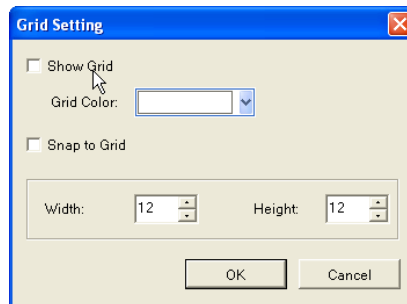 Grid Setting
Show Grid
Grid Color:
Snap to Grid
Width: 12 Height: 12
OK Cancel